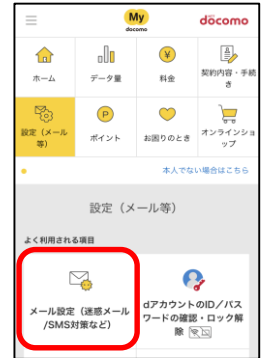 My
docomo
döcomo
ホーム
データ量
料金
契約内容・手続
き
設定（メール
等）
ポイント
お困りのとき
オンラインショ
ップ
本人でない場合はこちら
設定（メール等）
よく利用される
項目
メール設定（迷惑メール
/SMS対策など）
dアカウントのID／パス
ワードの確認・ロック解
除